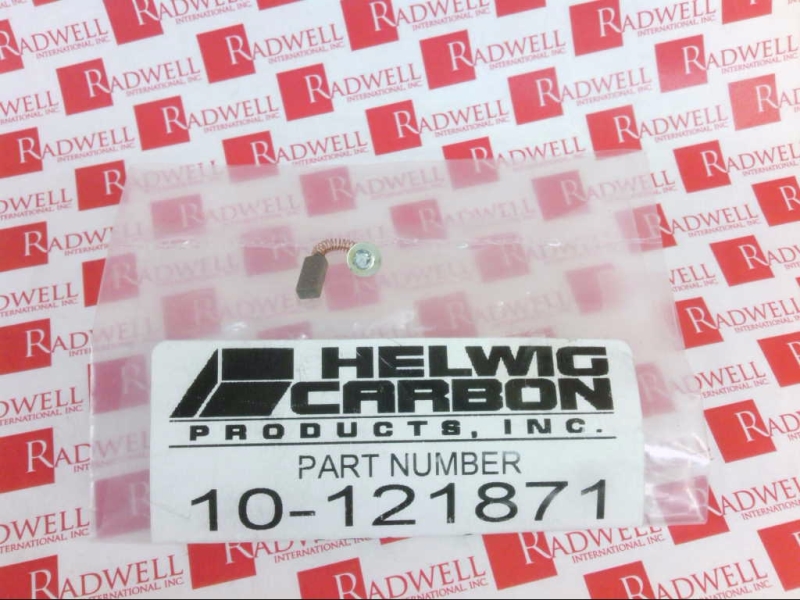 HELWIG
CARBON
PRODUCTS, INC.
PART NUMBER
10-121871
RADWELL
INTERNATIONAL, INC.